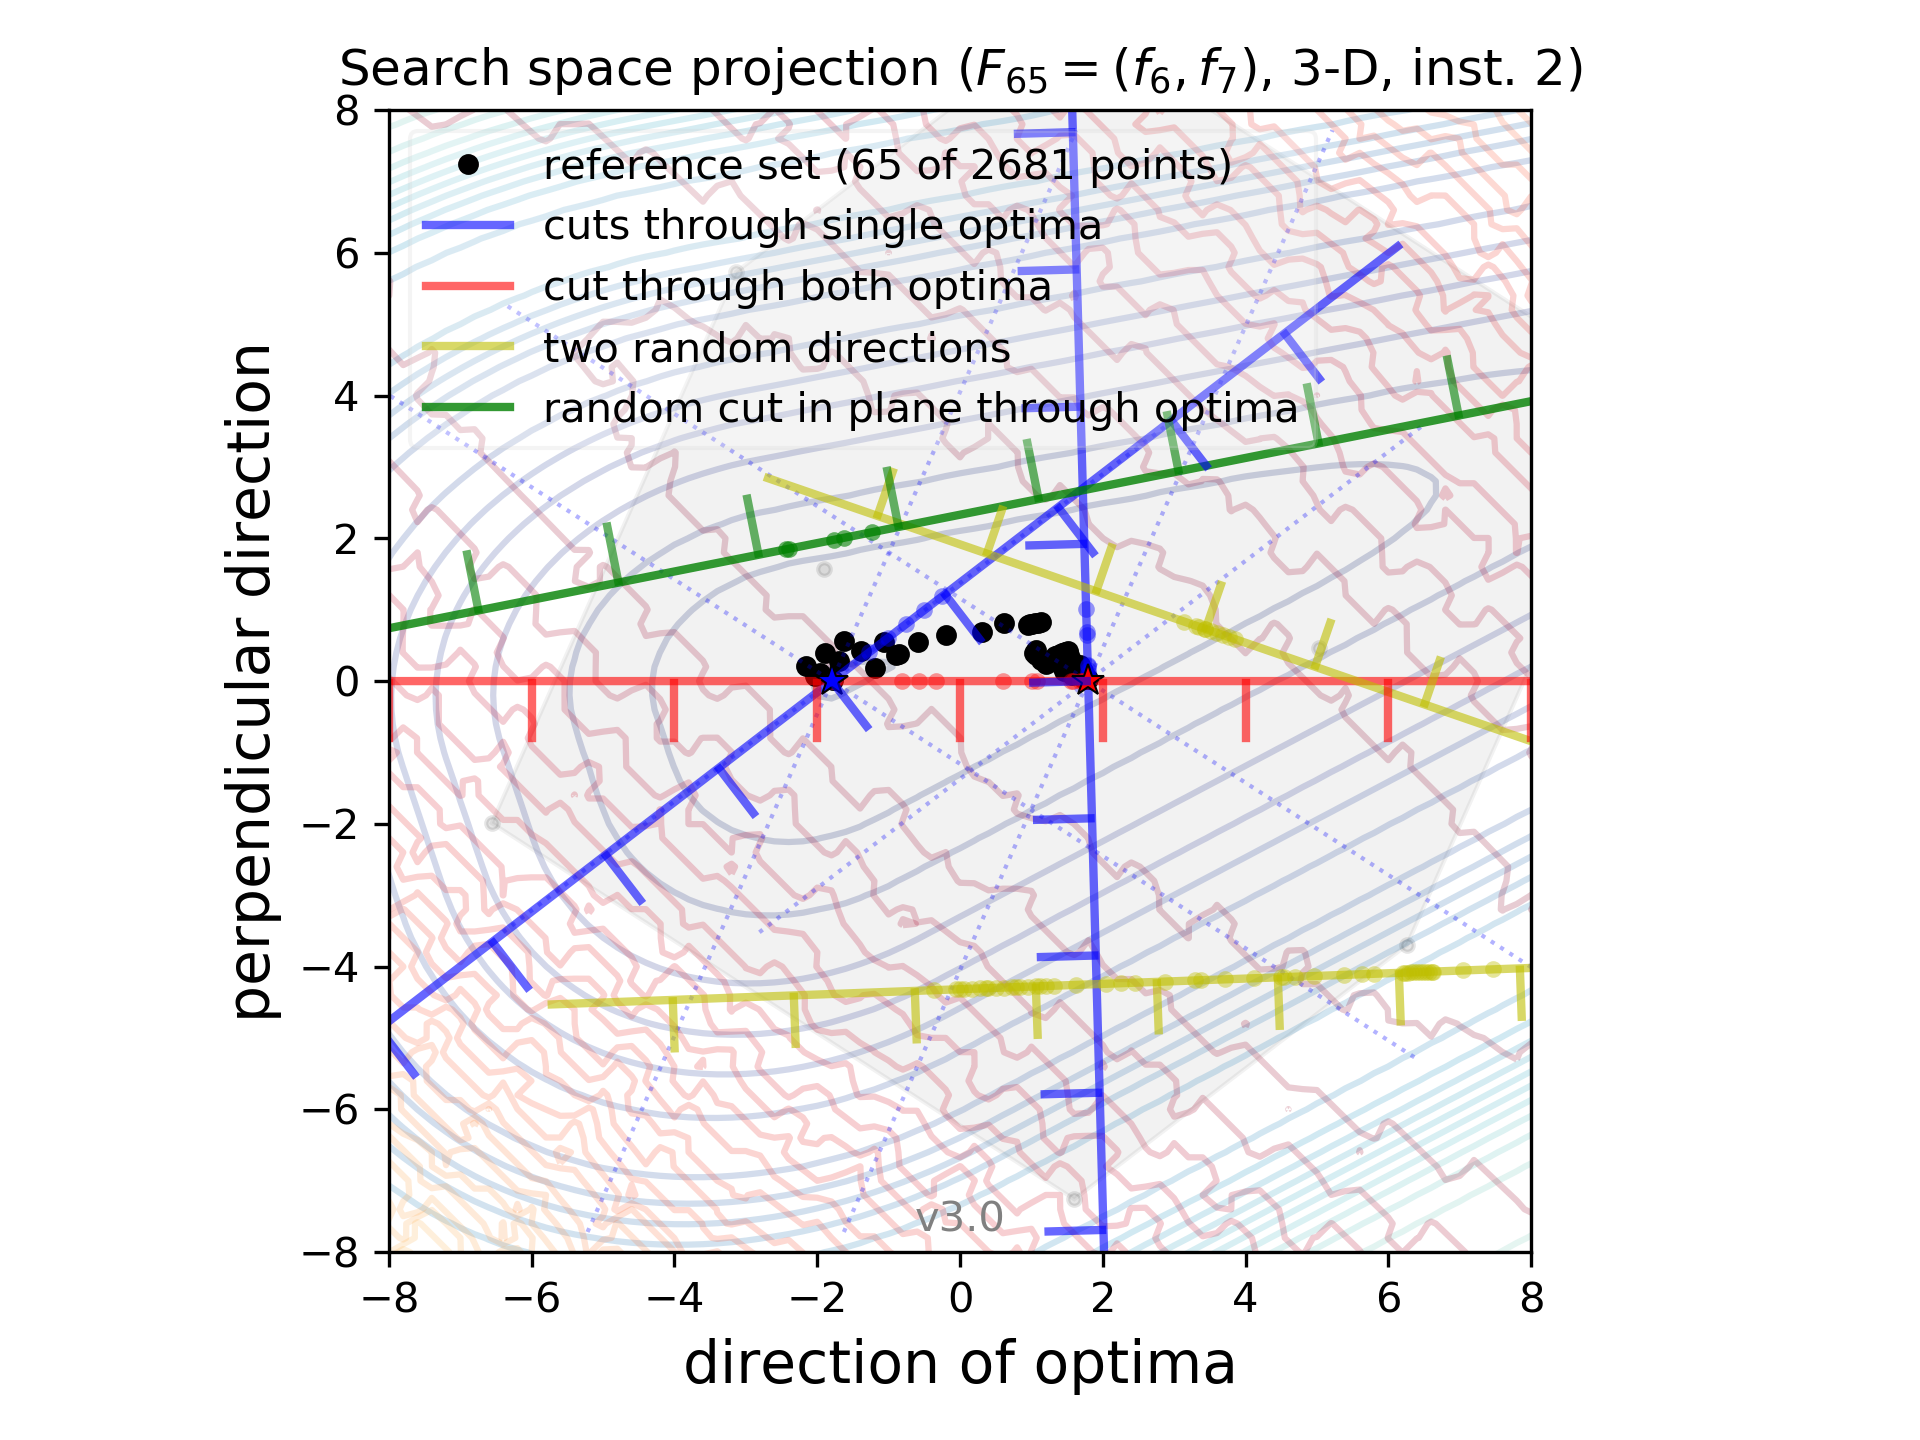 Search space projection (F₆₅ = (f₆, f₇), 3-D, inst. 2)
8
6
4
2
0
−2
−4
−6
−8
perpendicular direction
reference set (65 of 2681 points)
cuts through single optima
cut through both optima
two random directions
random cut in plane through optima
v3.0
−8 −6 −4 −2 0 2 4 6 8
direction of optima